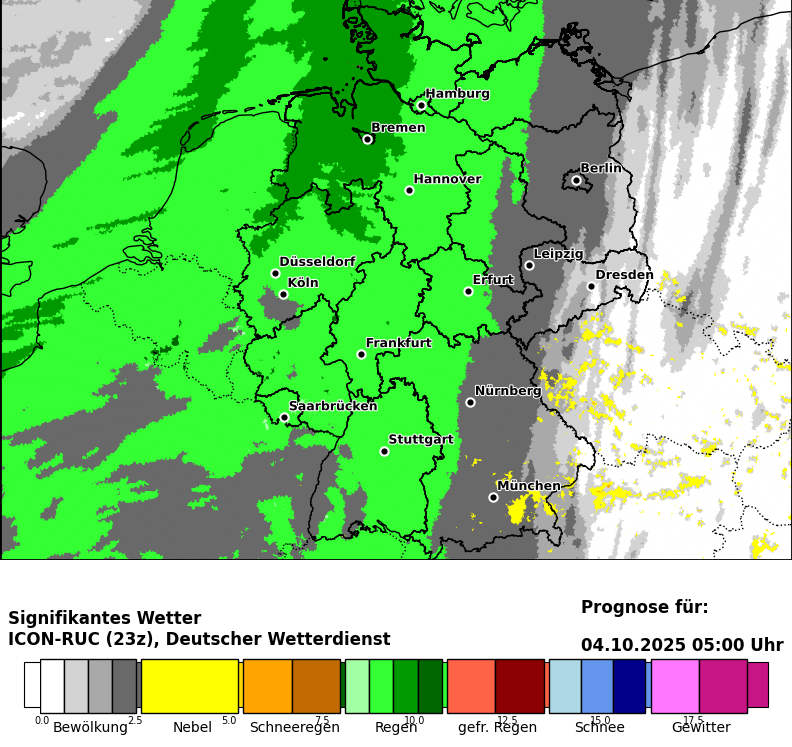 Hamburg
Bremen
Berlin
Hannover
Leipzig
Düsseldorf
Dresden
Köln
Erfurt
Frankfurt
Nürnberg
Saarbrücken
Stuttgart
München
Signifikantes Wetter
ICON-RUC (23z), Deutscher Wetterdienst
Prognose für:
04.10.2025 05:00 Uhr
0.0 2.5 5.0 7.5 10.0 12.5 15.0 17.5
Bewölkung Nebel Schneeregen Regen gefr. Regen Schnee Gewitter